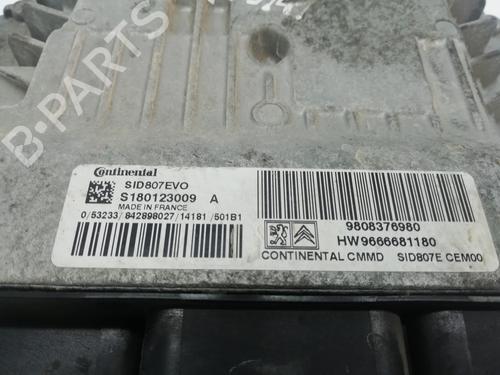 B-PARTS
Continental
SID807EVO
S180123009 A
MADE IN FRANCE
0/53233/842898027/14181/501B1
9808376980
HW9666681180
CONTINENTAL CMMD SID807E CEM00